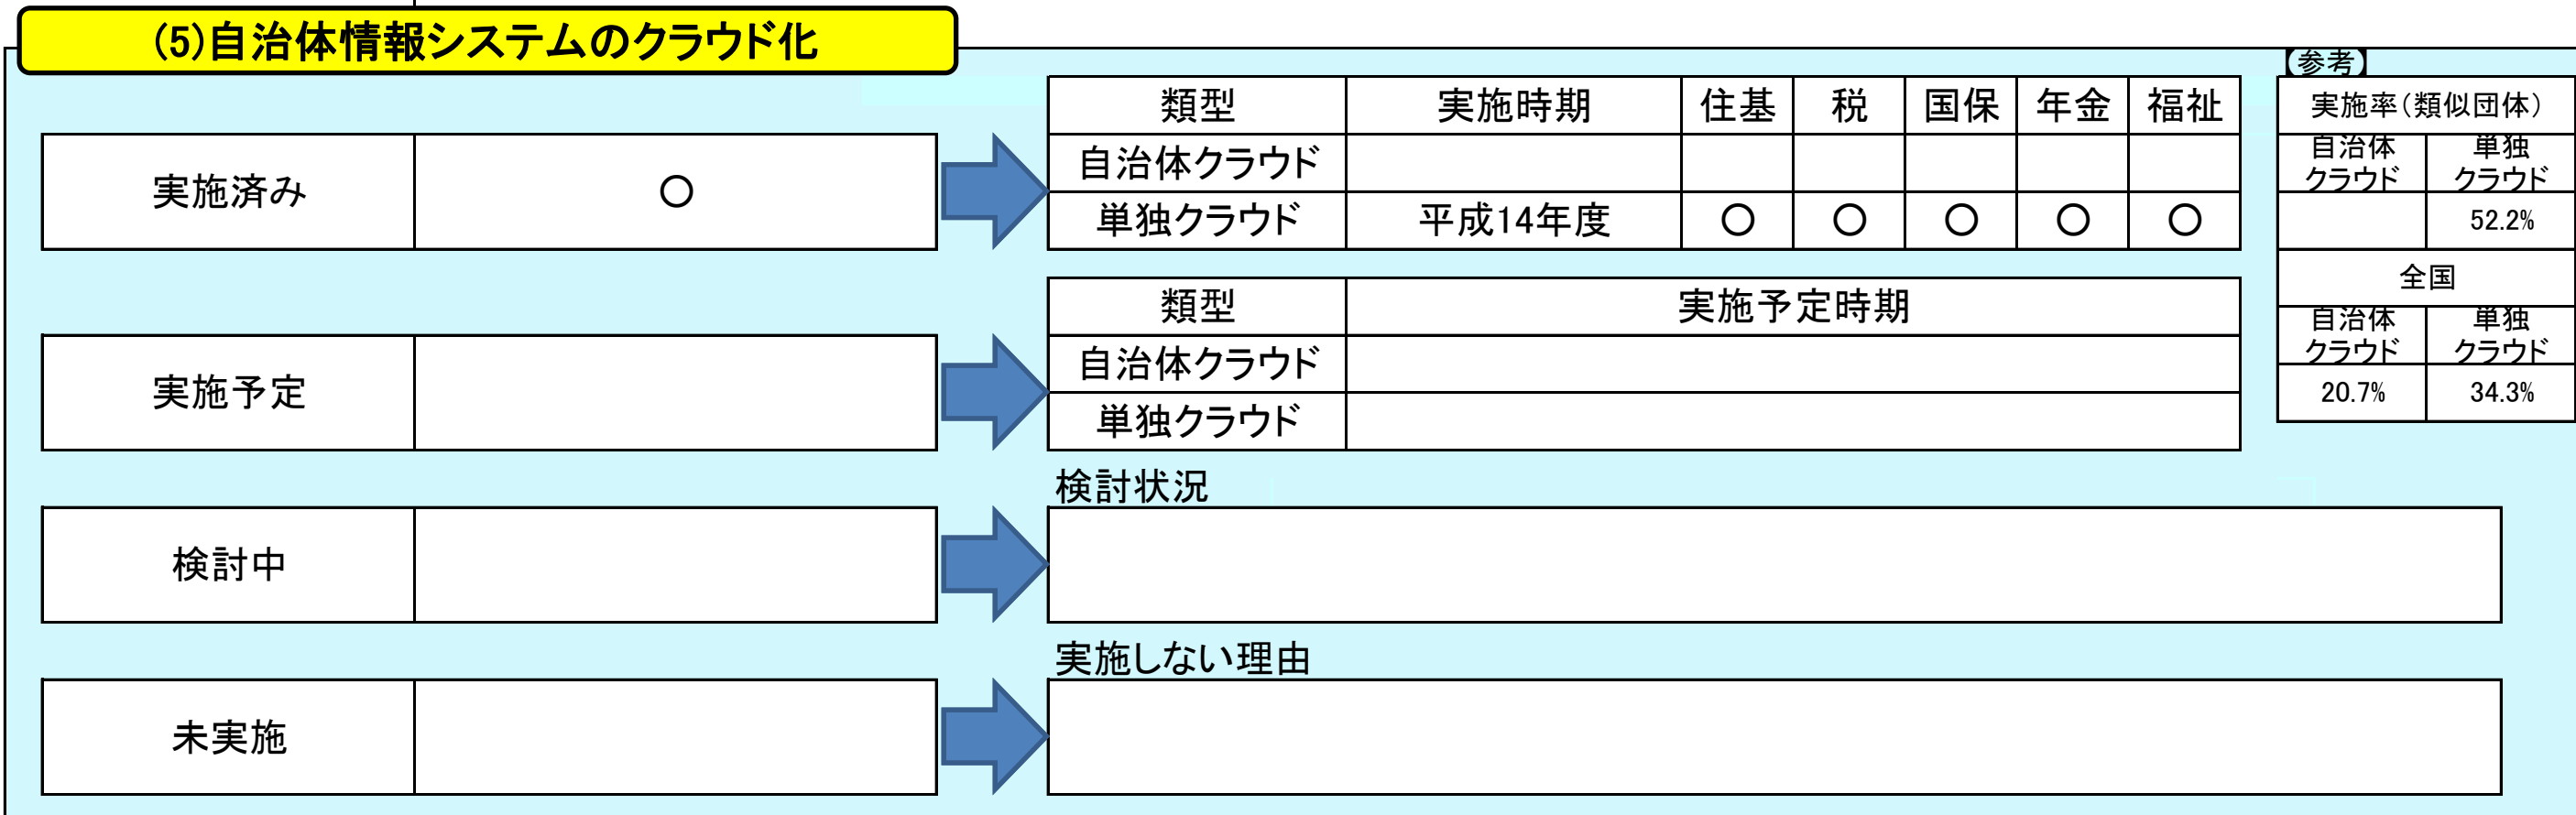 (5)自治体情報システムのクラウド化
【参考】
類型 実施時期 住基 税 国保 年金 福祉
実施済み ○
自治体クラウド
単独クラウド 平成14年度 ○ ○ ○ ○ ○
実施率(類似団体)
自治体クラウド 単独クラウド
52.2%
全国
自治体クラウド 単独クラウド
20.7% 34.3%
類型 実施予定時期
実施予定
自治体クラウド
単独クラウド
検討状況
検討中
実施しない理由
未実施